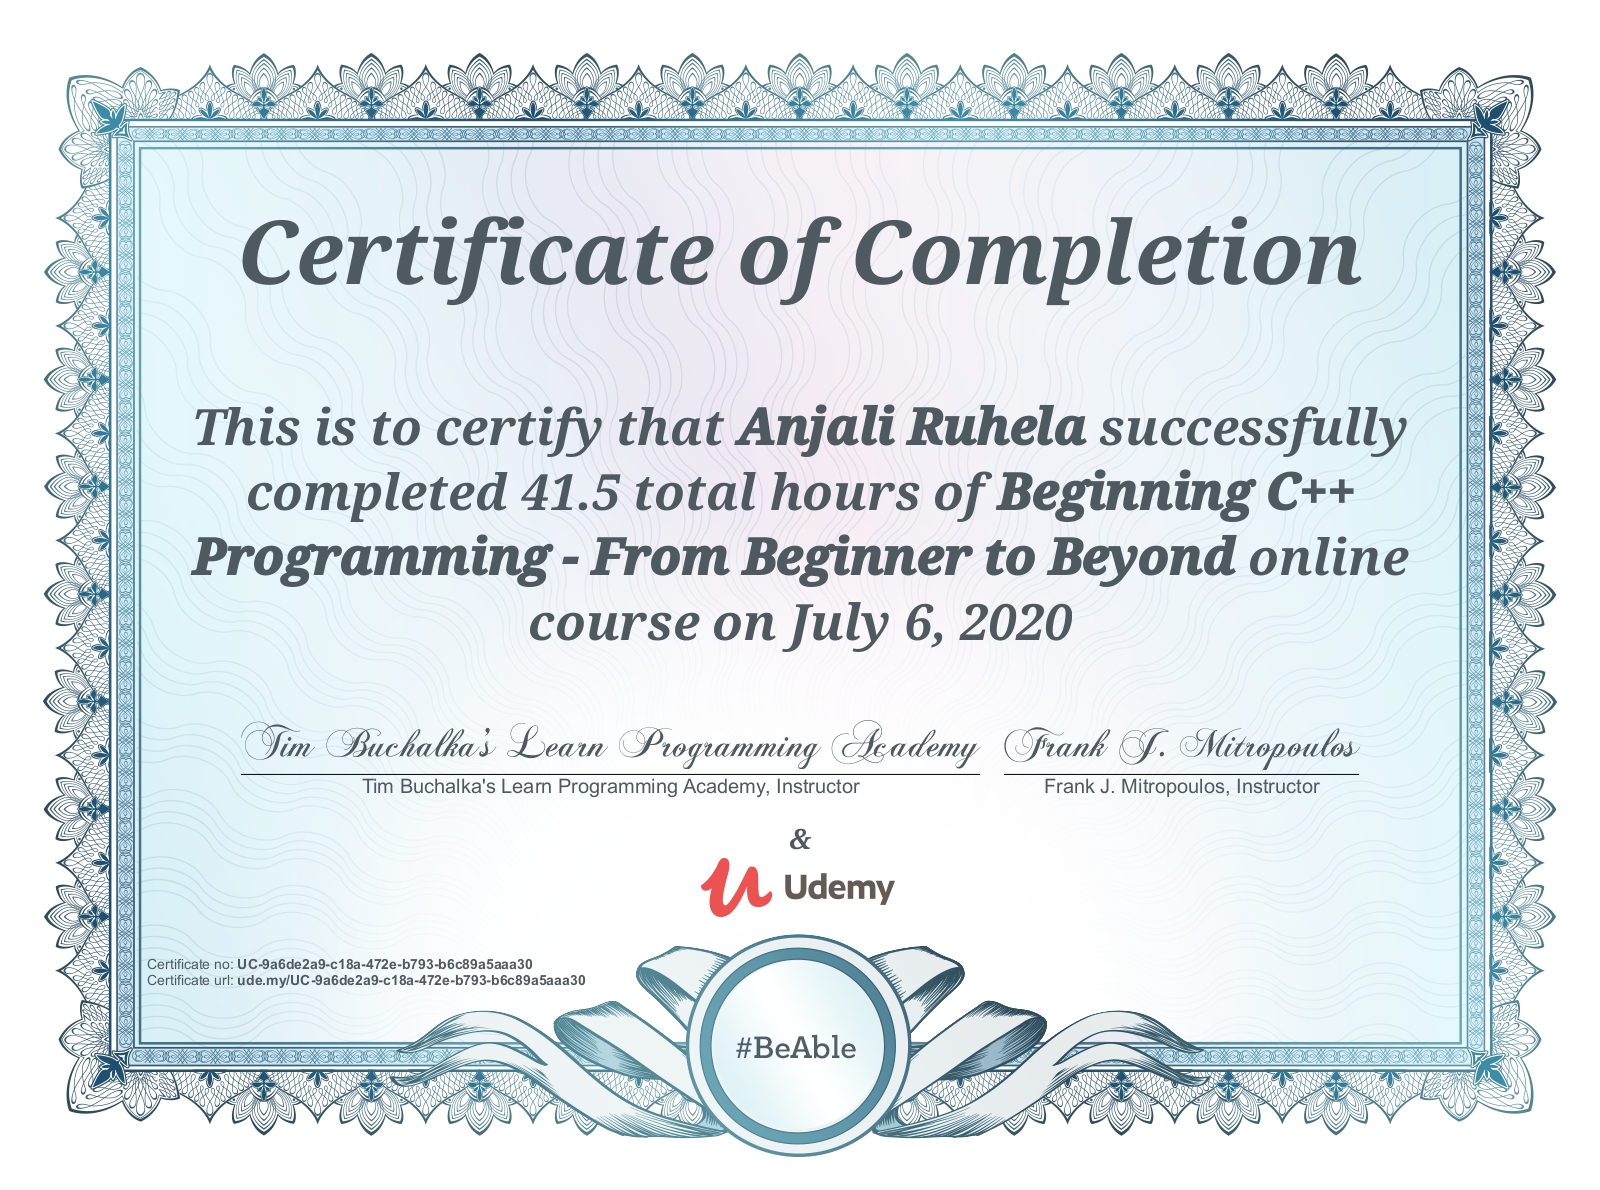 Certificate of Completion
This is to certify that Anjali Ruhela successfully
completed 41.5 total hours of Beginning C++
Programming - From Beginner to Beyond online
course on July 6, 2020
Tim Buchalka's Learn Programming Academy Frank J. Mitropoulos
Tim Buchalka's Learn Programming Academy, Instructor Frank J. Mitropoulos, Instructor
&
Udemy
Certificate no: UC-9a6de2a9-c18a-472e-b793-b6c89a5aaa30
Certificate url: ude.my/UC-9a6de2a9-c18a-472e-b793-b6c89a5aaa30
#BeAble